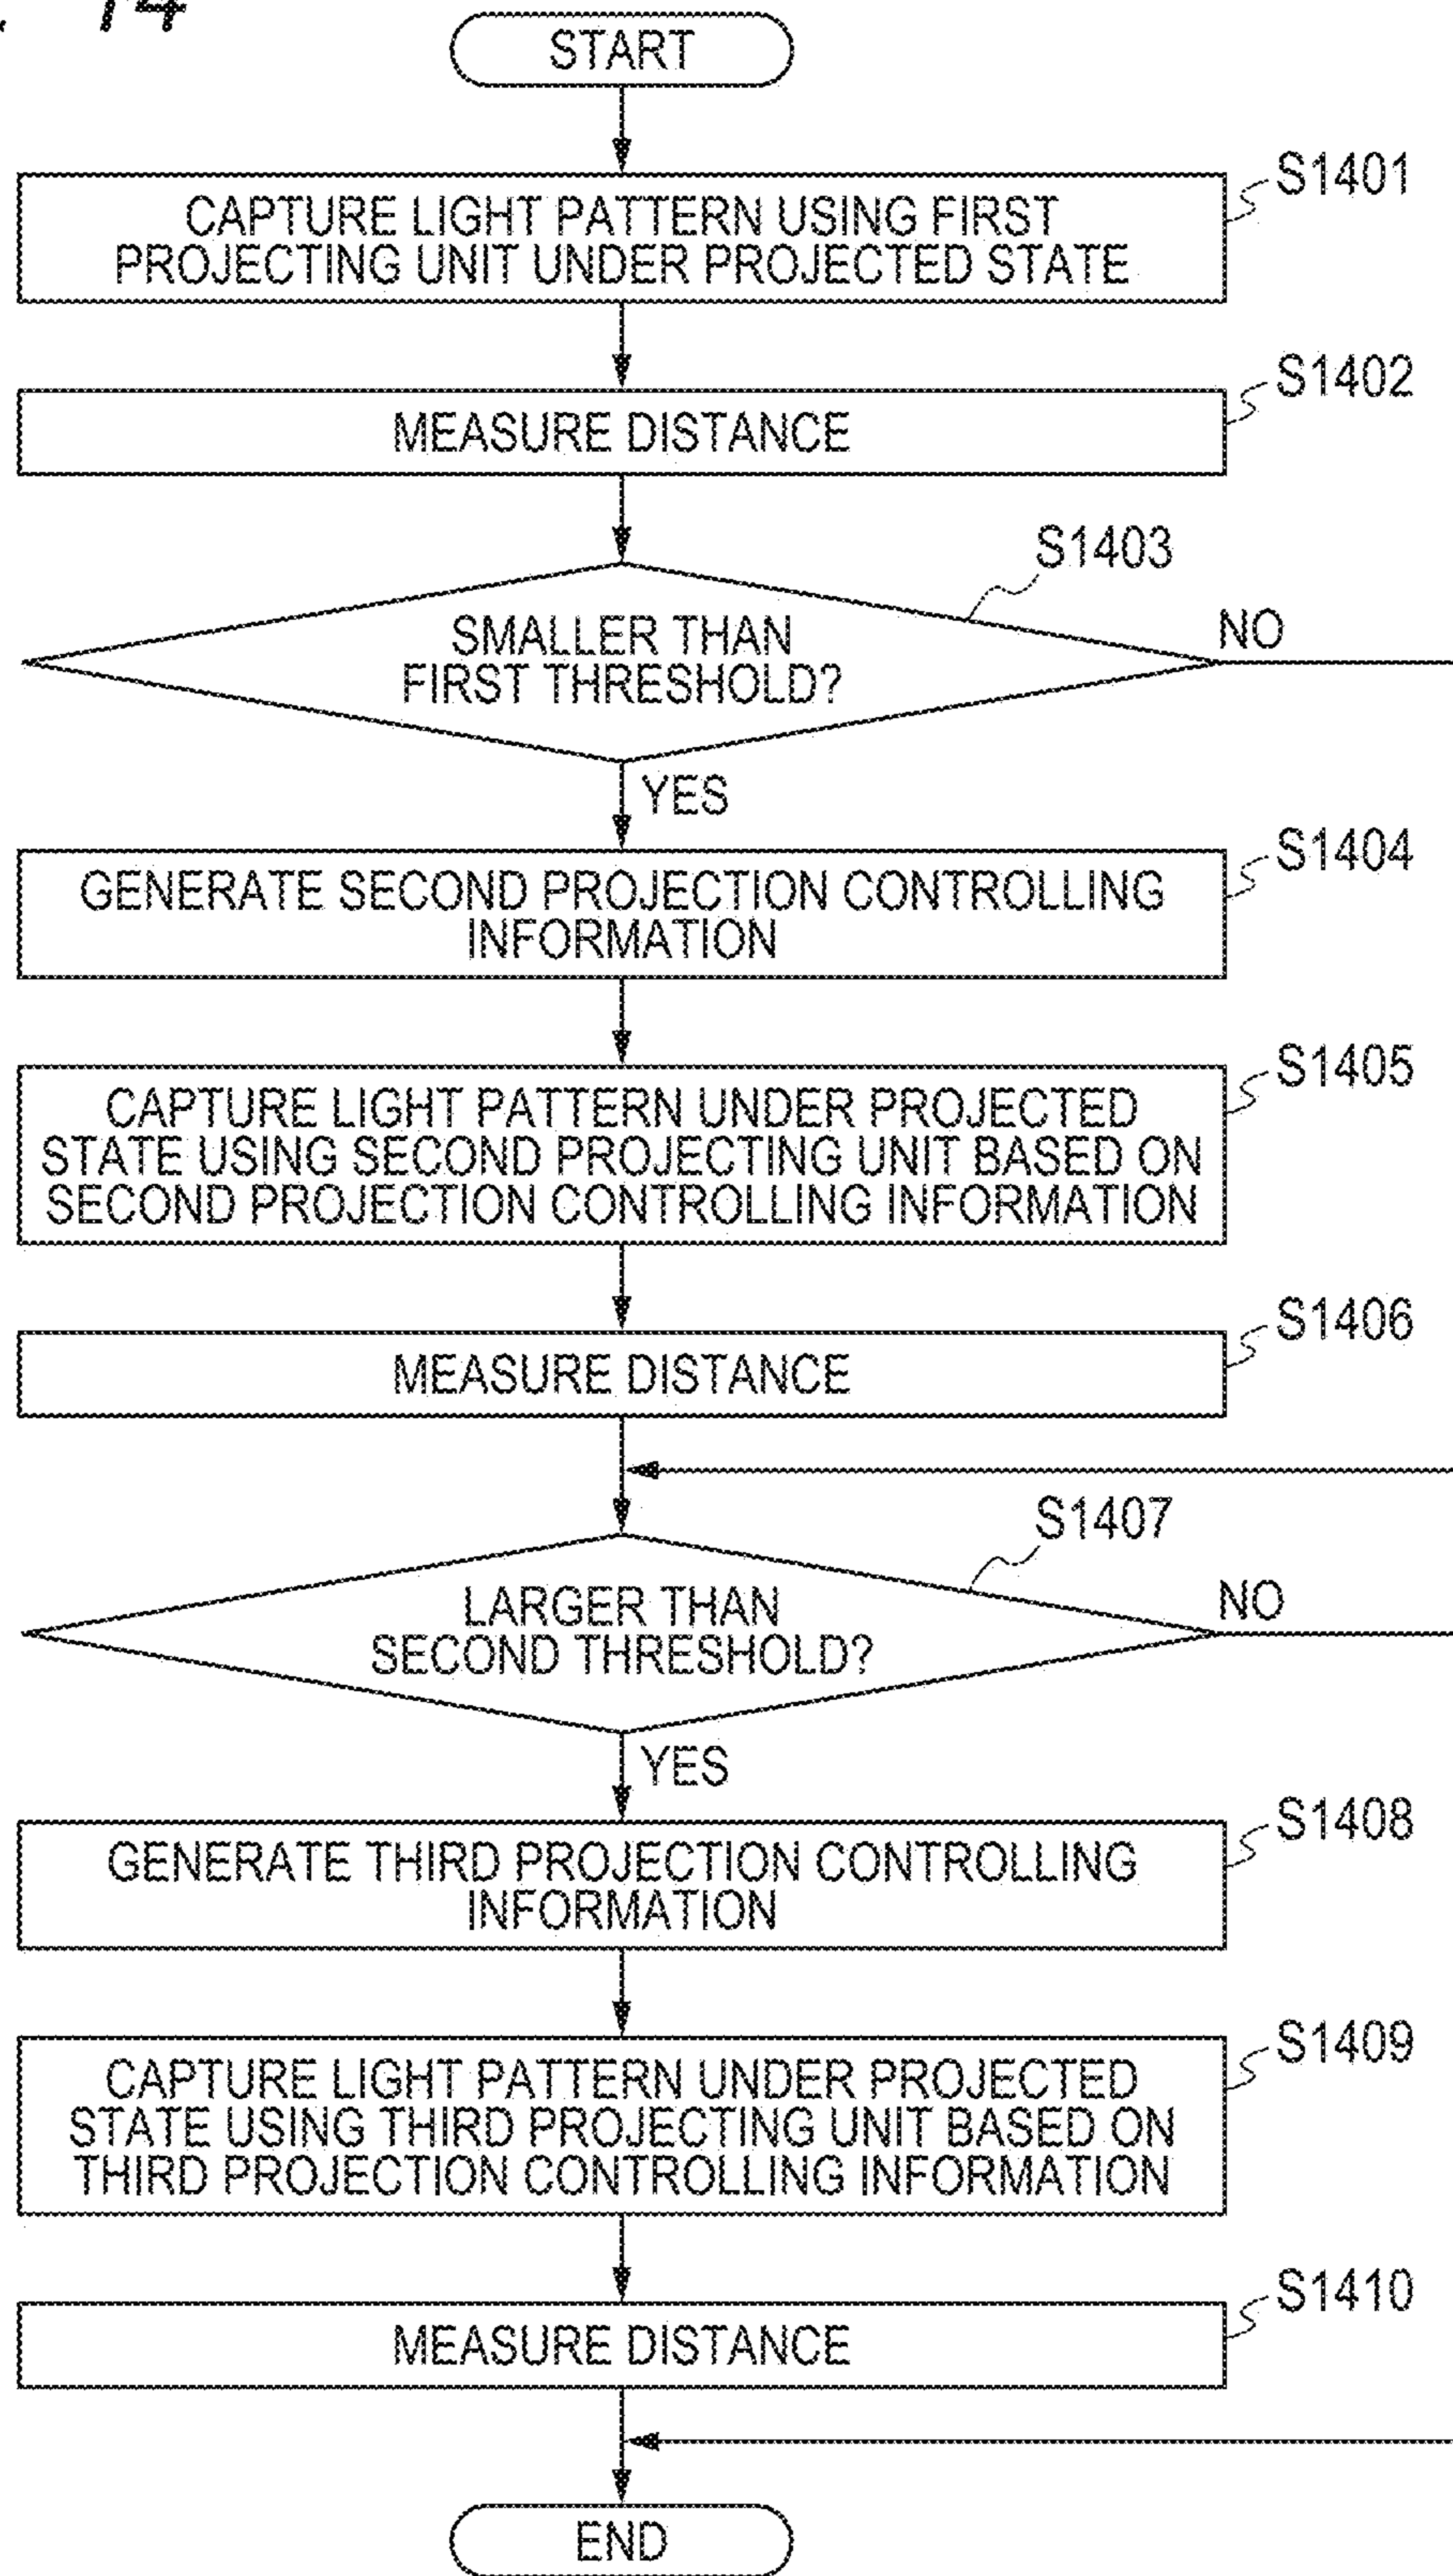 14
START
S1401
CAPTURE LIGHT PATTERN USING FIRST
PROJECTING UNIT UNDER PROJECTED STATE
S1402
MEASURE DISTANCE
S1403
SMALLER THAN
FIRST THRESHOLD?
NO
YES
S1404
GENERATE SECOND PROJECTION CONTROLLING
INFORMATION
S1405
CAPTURE LIGHT PATTERN UNDER PROJECTED
STATE USING SECOND PROJECTING UNIT BASED ON
SECOND PROJECTION CONTROLLING INFORMATION
S1406
MEASURE DISTANCE
S1407
LARGER THAN
SECOND THRESHOLD?
NO
YES
S1408
GENERATE THIRD PROJECTION CONTROLLING
INFORMATION
S1409
CAPTURE LIGHT PATTERN UNDER PROJECTED
STATE USING THIRD PROJECTING UNIT BASED ON
THIRD PROJECTION CONTROLLING INFORMATION
S1410
MEASURE DISTANCE
END